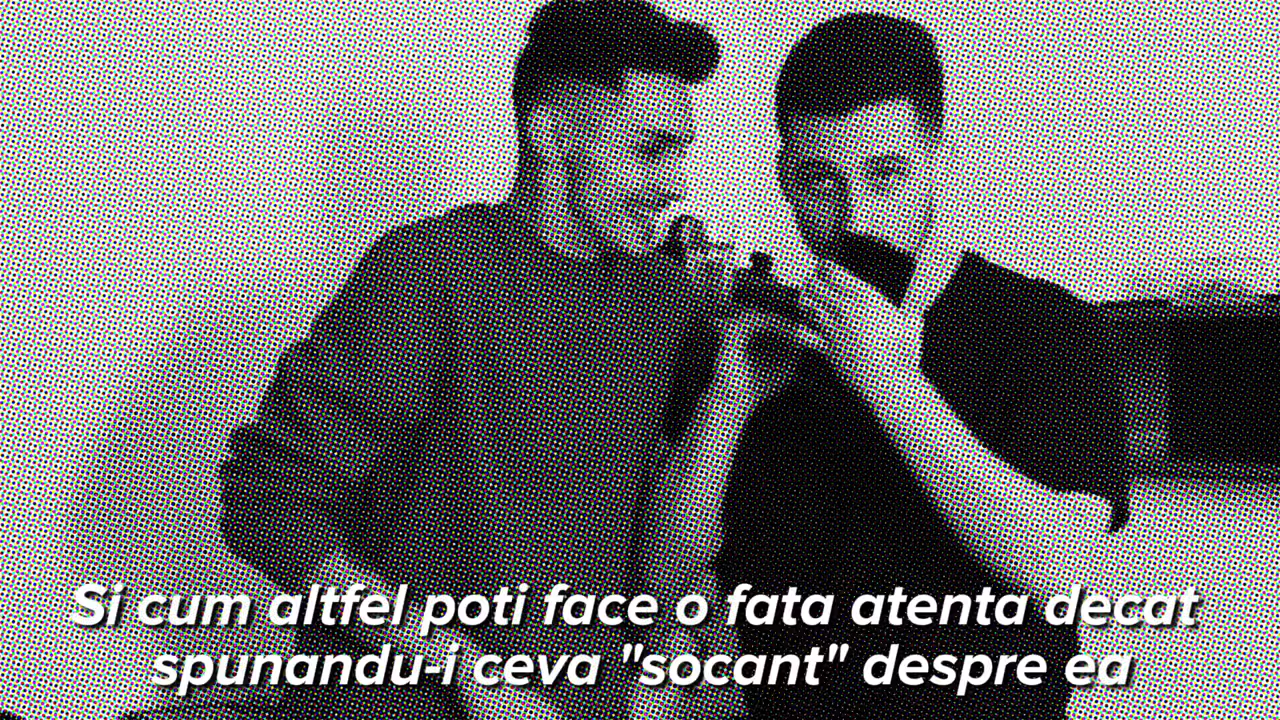 Si cum altfel poti face o fata atenta decat
spunandu-i ceva "socant" despre ea